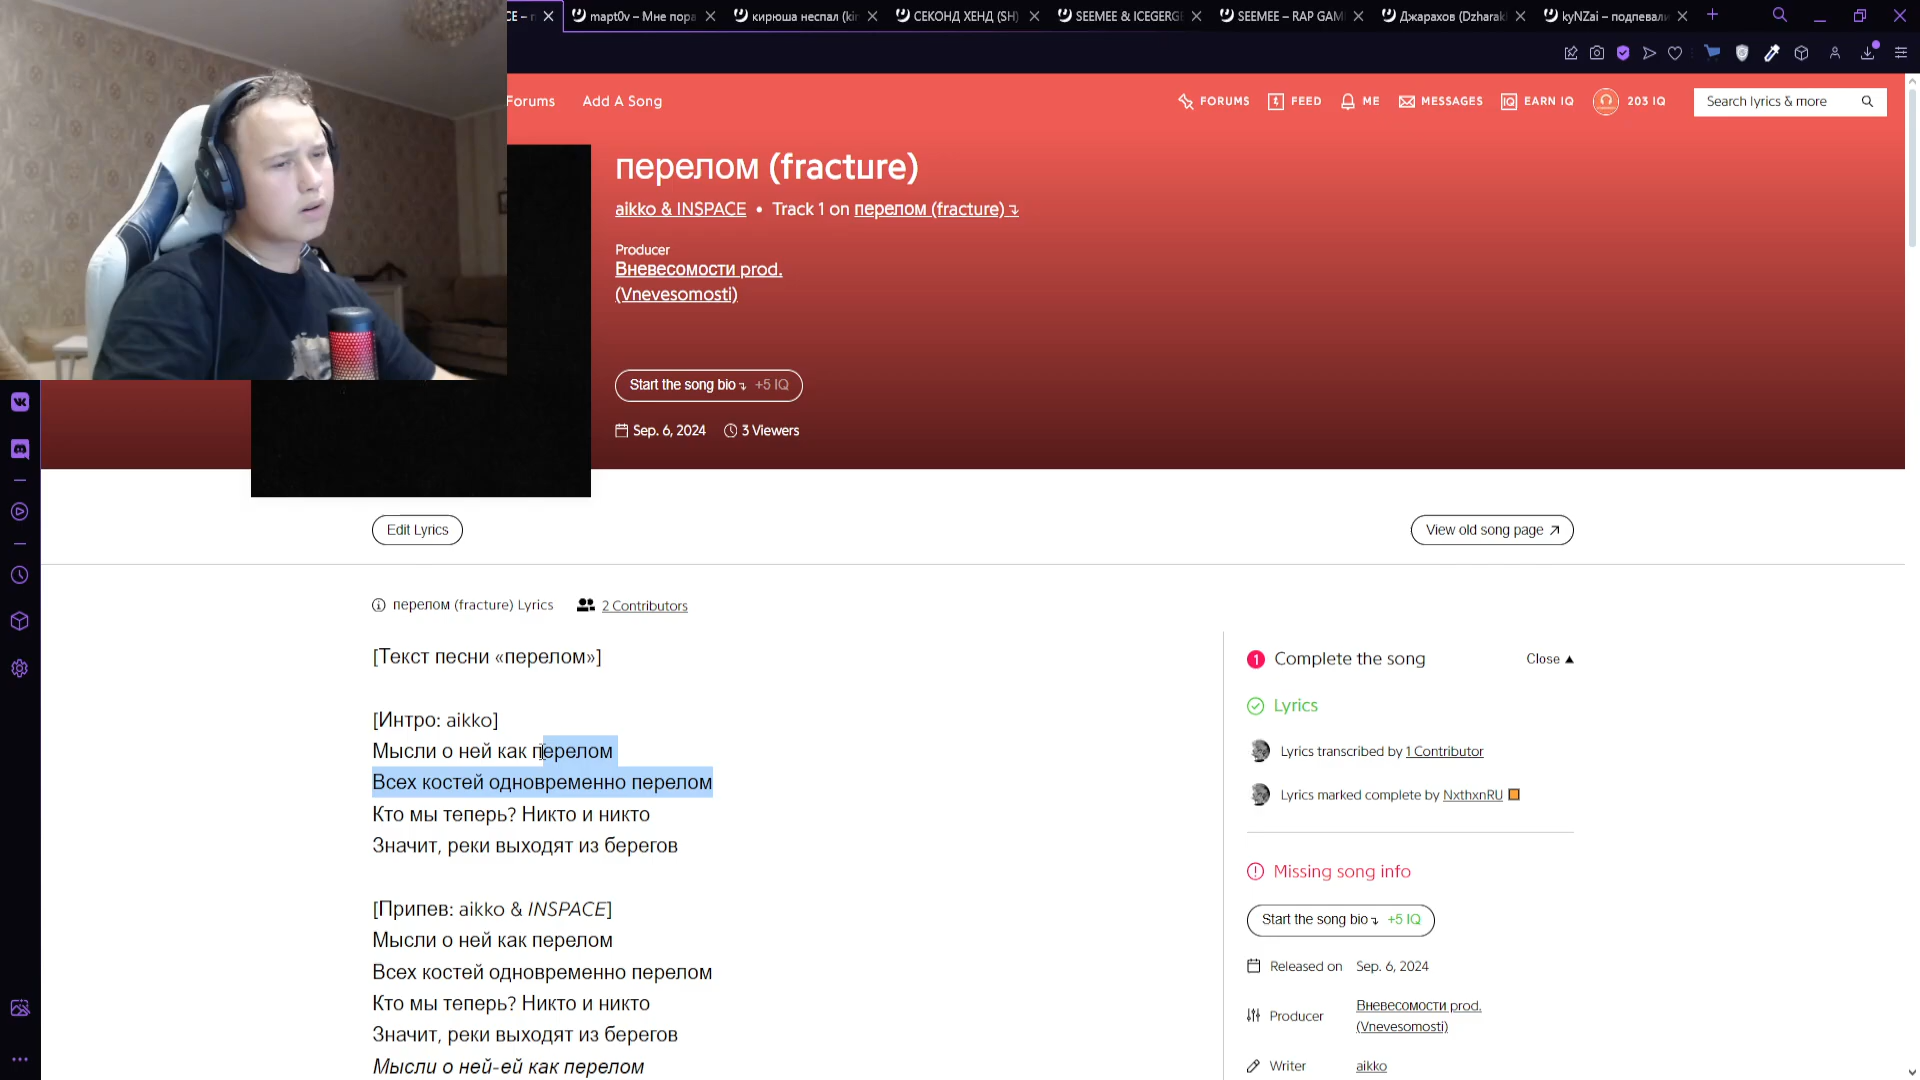 CE – п
mapt0v – Мне пора
кирюша неспал (kir
СЕКОНД ХЕНД (SH)
SEEMEE & ICEGERGE
SEEMEE – RAP GAM
Джарахов (Dzharak
kyNZai – подпевали
Forums
Add A Song
FORUMS
FEED
ME
MESSAGES
EARN IQ
203 IQ
Search lyrics & more
перелом (fracture)
aikko & INSPACE • Track 1 on перелом (fracture)
Producer
Вневесомости prod.
(Vnevesomosti)
Start the song bio +5 IQ
Sep. 6, 2024
3 Viewers
Edit Lyrics
View old song page
перелом (fracture) Lyrics
2 Contributors
[Текст песни «перелом»]
[Интро: aikko]
Мысли о ней как перелом
Всех костей одновременно перелом
Кто мы теперь? Никто и никто
Значит, реки выходят из берегов
[Припев: aikko & INSPACE]
Мысли о ней как перелом
Всех костей одновременно перелом
Кто мы теперь? Никто и никто
Значит, реки выходят из берегов
Мысли о ней-ей как перелом
1 Complete the song
Close
Lyrics
Lyrics transcribed by 1 Contributor
Lyrics marked complete by NxthxnRU
Missing song info
Start the song bio +5 IQ
Released on Sep. 6, 2024
Producer
Вневесомости prod.
(Vnevesomosti)
Writer
aikko